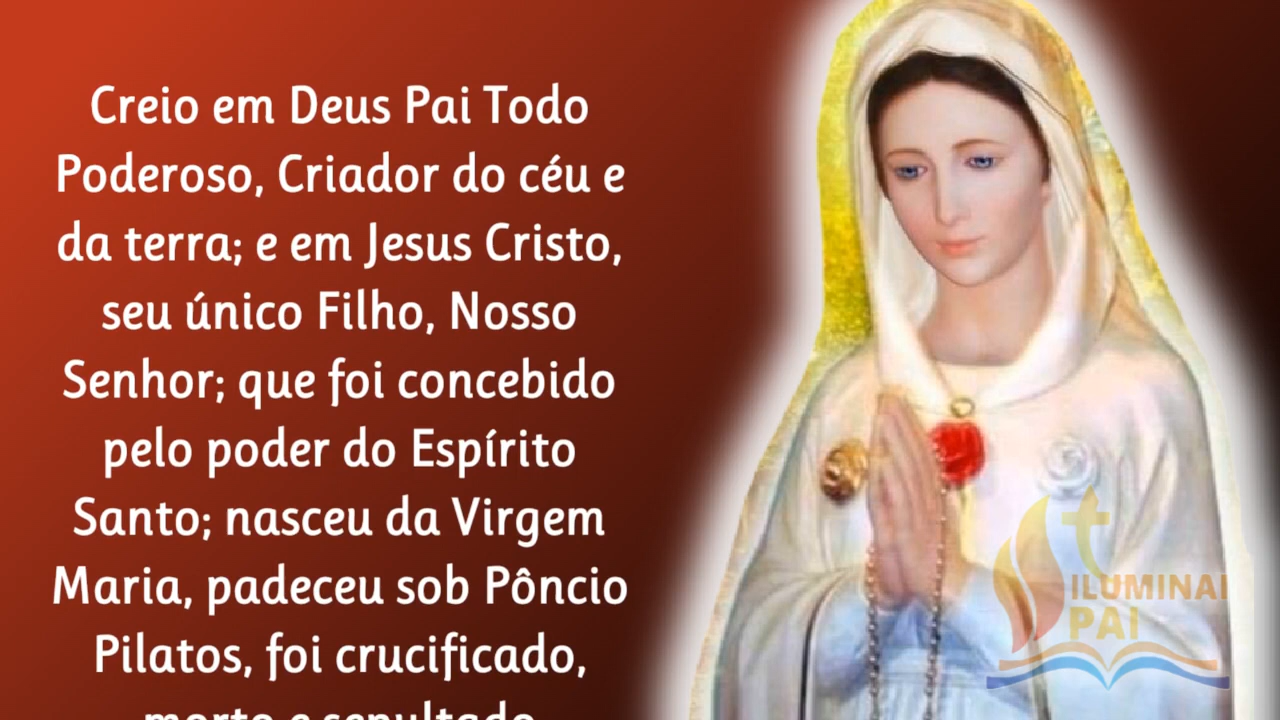 Creio em Deus Pai Todo
Poderoso, Criador do céu e
da terra; e em Jesus Cristo,
seu único Filho, Nosso
Senhor; que foi concebido
pelo poder do Espírito
Santo; nasceu da Virgem
Maria, padeceu sob Pôncio
Pilatos, foi crucificado,
morto e sepultado
ILUMINAI
PAI